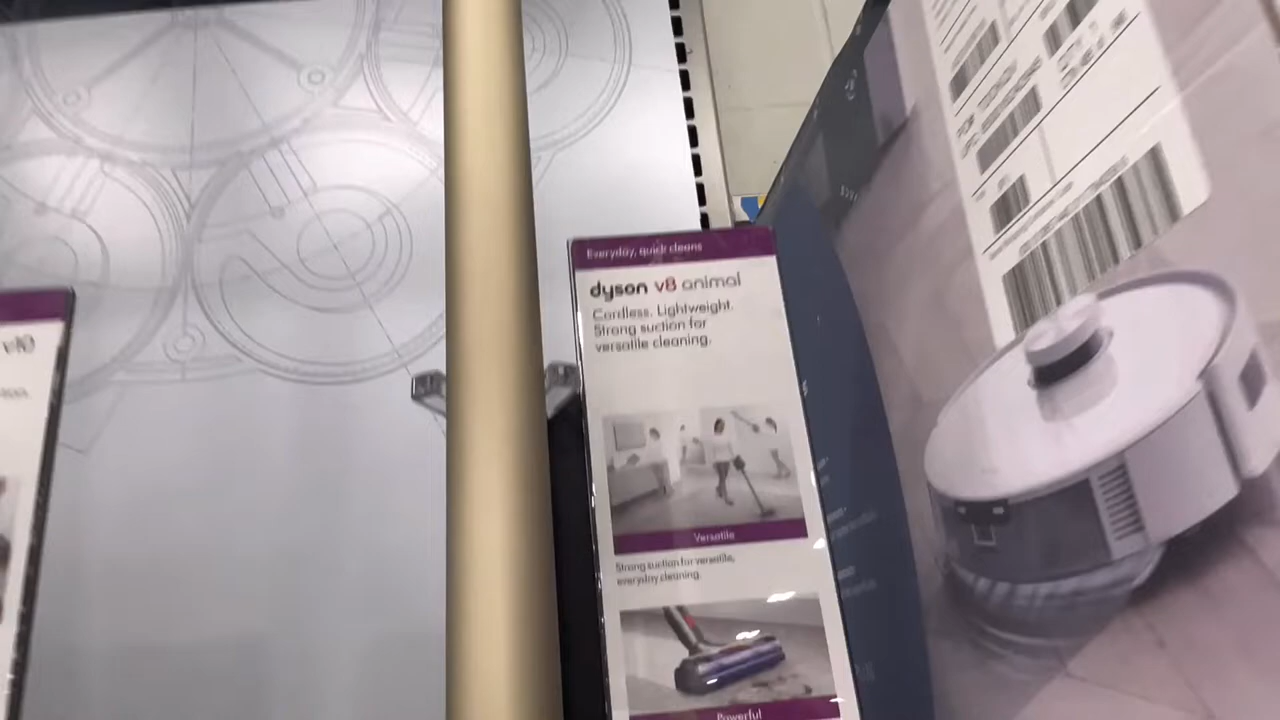 v10
Everyday, quick cleans
dyson v8 animal
Cordless. Lightweight.
Strong suction for
versatile cleaning.
Versatile
Strong suction for versatile,
everyday cleaning.
Powerful